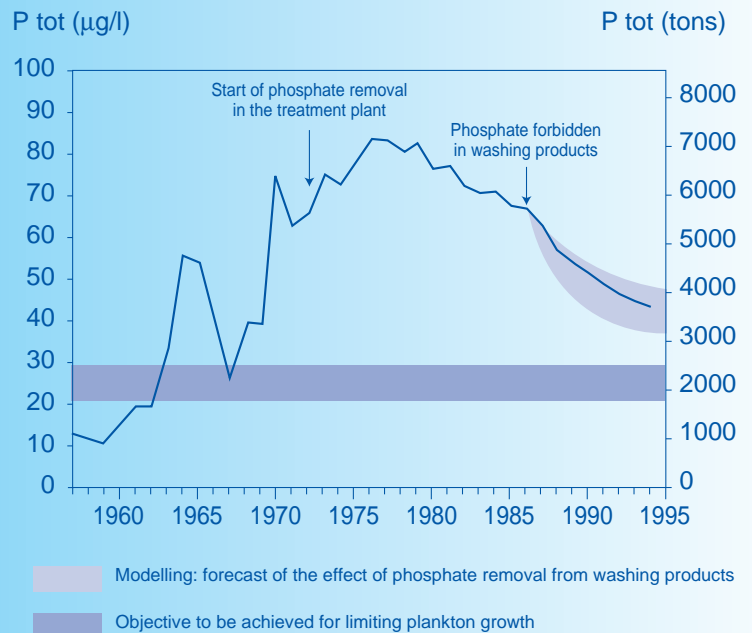 P tot (µg/l)
P tot (tons)
Start of phosphate removal
in the treatment plant
Phosphate forbidden
in washing products
100
90
80
70
60
50
40
30
20
10
0
8000
7000
6000
5000
4000
3000
2000
1000
0
1960 1965 1970 1975 1980 1985 1990 1995
Modelling: forecast of the effect of phosphate removal from washing products
Objective to be achieved for limiting plankton growth